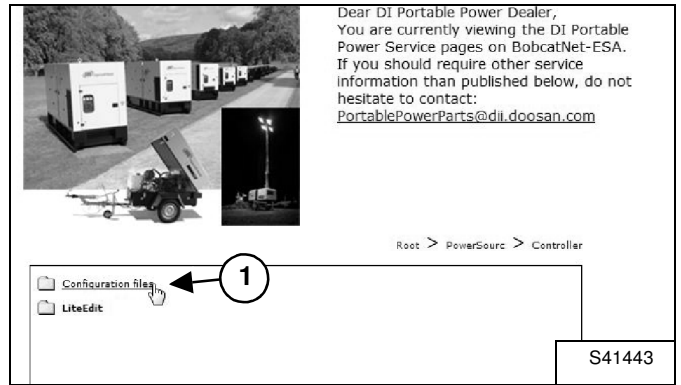 Dear DI Portable Power Dealer,
You are currently viewing the DI Portable
Power Service pages on BobcatNet-ESA.
If you should require other service
information than published below, do not
hesitate to contact:
PortablePowerParts@dii.doosan.com
Root > PowerSourc > Controller
Configuration files
1
LiteEdit
S41443